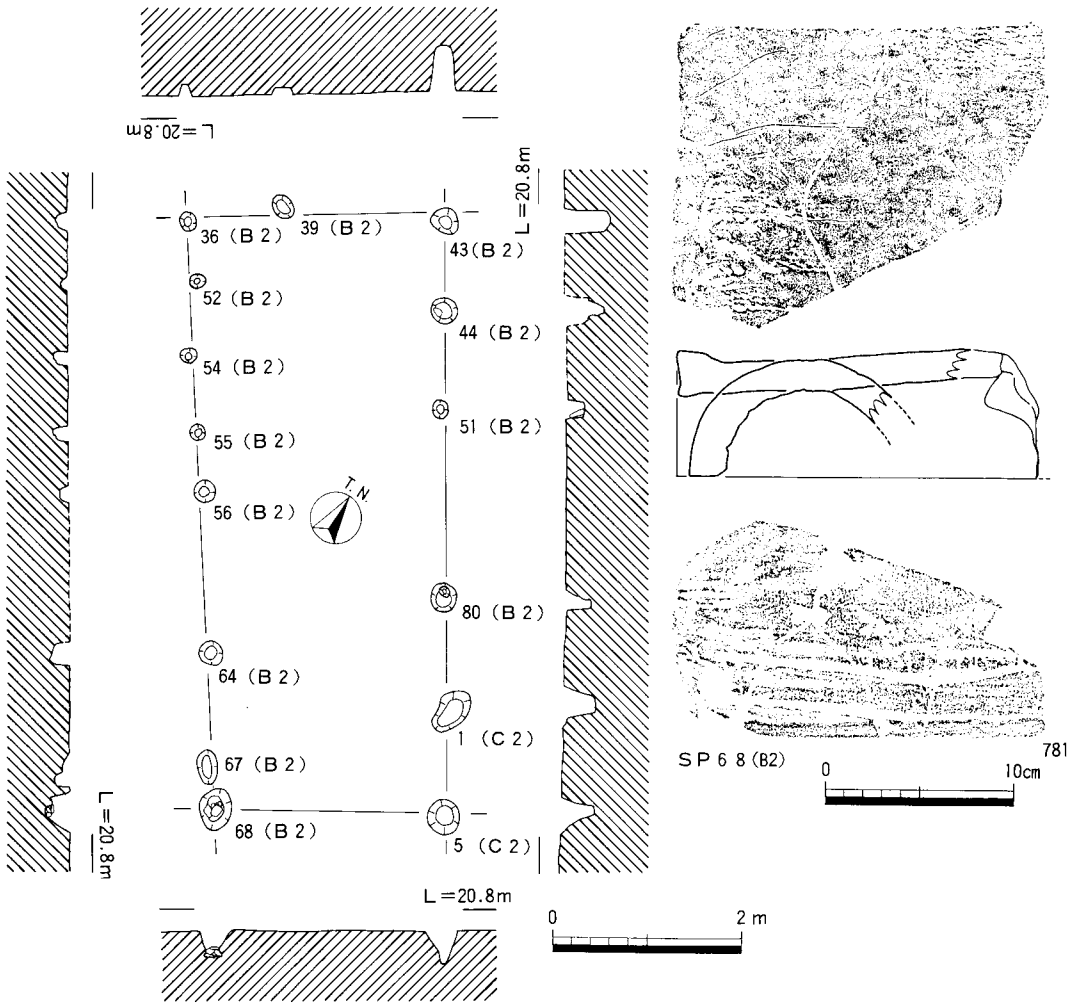 L=20.8m
L=20.8m
36 (B2)
39 (B2)
43(B2)
52 (B2)
44 (B2)
54 (B2)
51 (B2)
55 (B2)
T.N.
56 (B2)
80 (B2)
64 (B2)
1 (C2)
67 (B2)
68 (B2)
5 (C2)
L=20.8m
L=20.8m
0 2 m
SP68(B2)
781
0 10cm